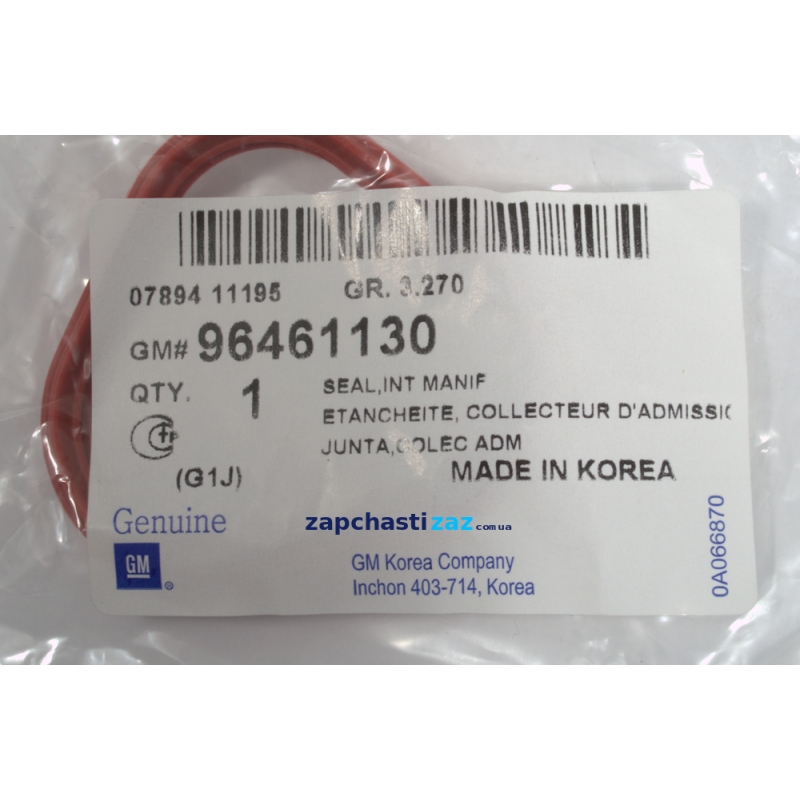 07894 11195 GR. 3.270
GM# 96461130
QTY. 1
SEAL,INT MANIF
ETANCHEITE, COLLECTEUR D'ADMISSIO
JUNTA,COLEC ADM
(G1J)
MADE IN KOREA
Genuine
GM
®
zapchastizaz.com.ua
GM Korea Company
Inchon 403-714, Korea
0A066870